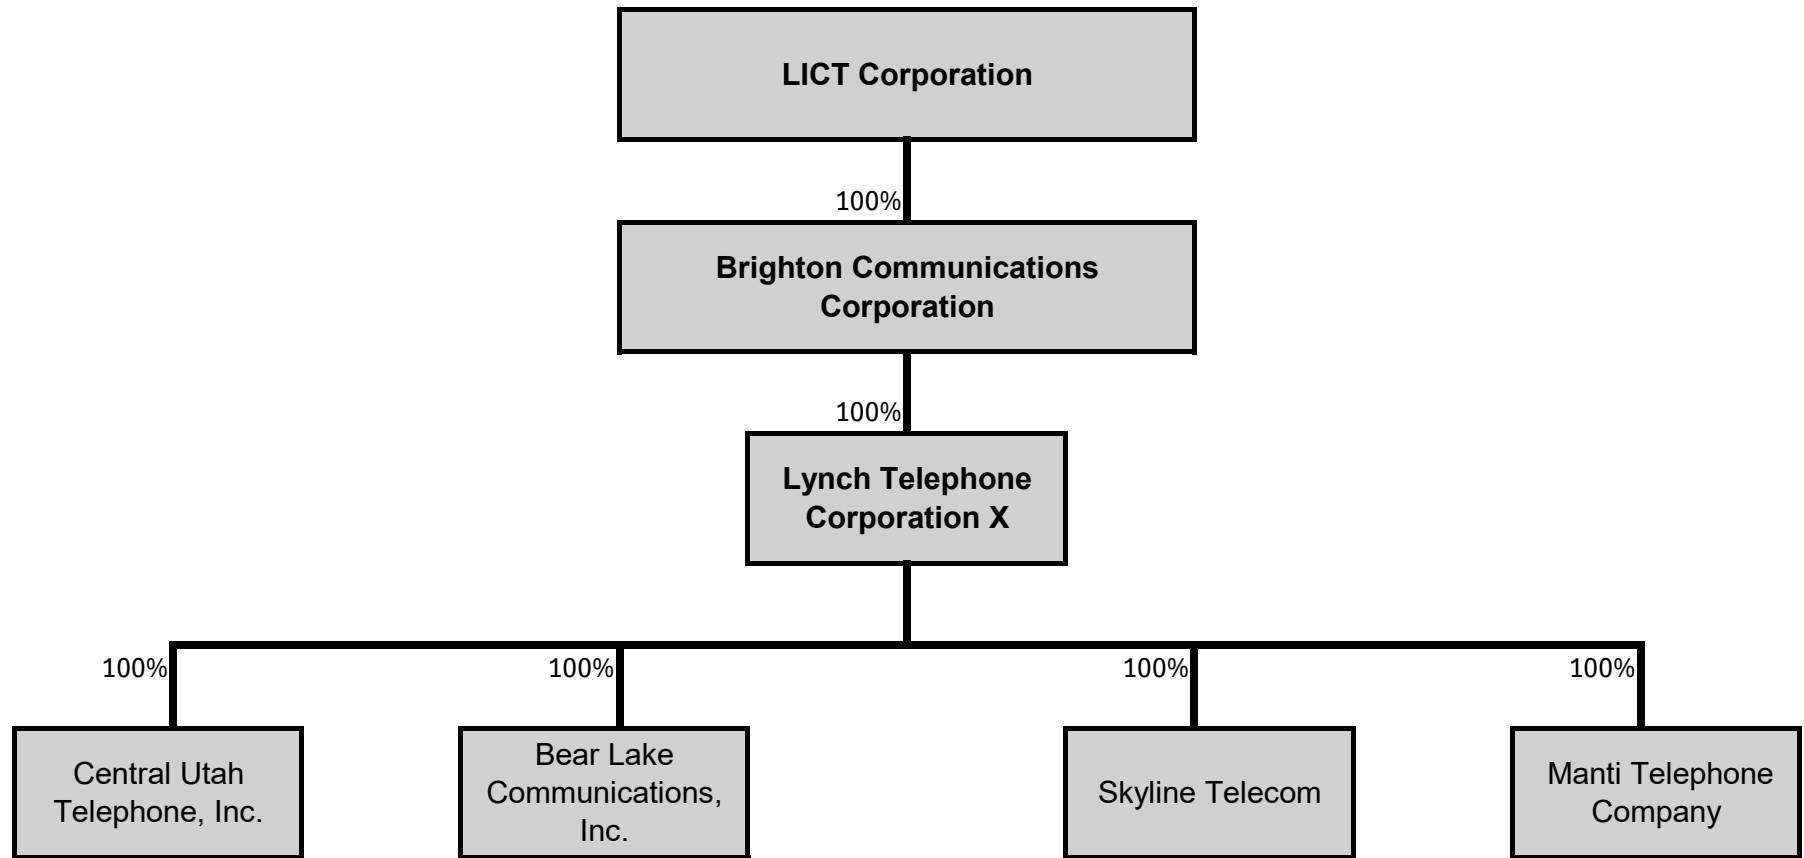 LICT Corporation
100%
Brighton Communications
Corporation
100%
Lynch Telephone
Corporation X
100%
100%
100%
100%
Central Utah
Telephone, Inc.
Bear Lake
Communications,
Inc.
Skyline Telecom
Manti Telephone
Company